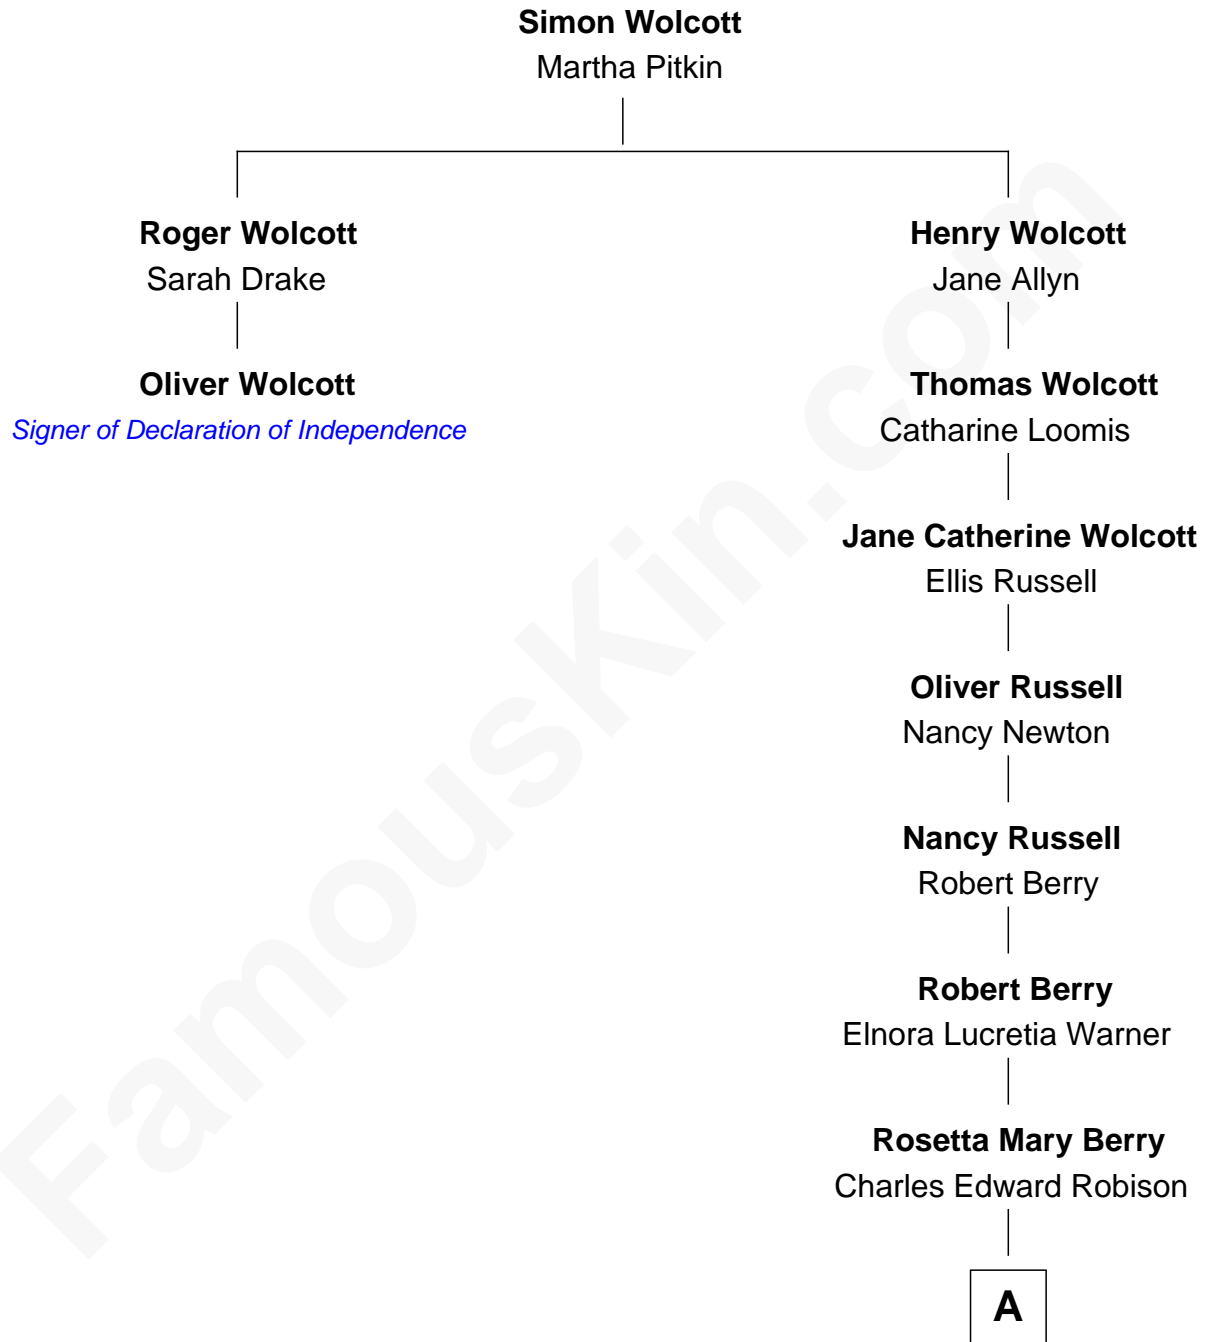 Simon Wolcott
Martha Pitkin
Roger Wolcott
Sarah Drake
Henry Wolcott
Jane Allyn
Oliver Wolcott
Signer of Declaration of Independence
Thomas Wolcott
Catharine Loomis
Jane Catherine Wolcott
Ellis Russell
Oliver Russell
Nancy Newton
Nancy Russell
Robert Berry
Robert Berry
Elnora Lucretia Warner
Rosetta Mary Berry
Charles Edward Robison
A
FamousKin.com